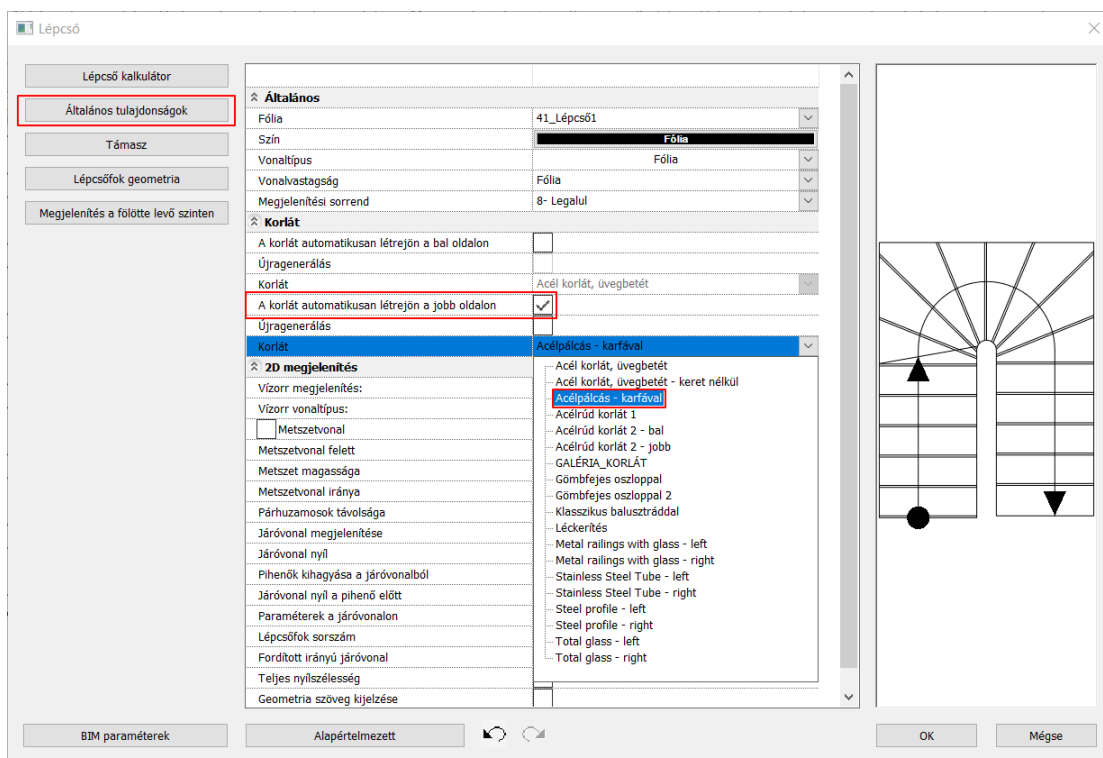 Lépcső
Lépcső kalkulátor
Általános tulajdonságok
Támasz
Lépcsőfok geometria
Megjelenítés a fölötte levő szinten
Általános
Fólia 41_Lépcső1
Szín Fólia
Vonaltípus Fólia
Vonalvastagság Fólia
Megjelenítési sorrend 8- Legalul
Korlát
A korlát automatikusan létrejön a bal oldalon
Újragenerálás
Korlát Acél korlát, üvegbetét
A korlát automatikusan létrejön a jobb oldalon
Újragenerálás
Korlát Acélpálcás - karfával
2D megjelenítés
Vízorr megjelenítés:
Vízorr vonaltípus:
Metszetvonal
Metszetvonal felett
Metszet magassága
Metszetvonal iránya
Párhuzamosok távolsága
Járóvonal megjelenítése
Járóvonal nyíl
Pihenők kihagyása a járóvonalból
Járóvonal nyíl a pihenő előtt
Paraméterek a járóvonalon
Lépcsőfok sorszám
Fordított irányú járóvonal
Teljes nyílszélesség
Geometria szöveg kijelzése
Acél korlát, üvegbetét
Acél korlát, üvegbetét - keret nélkül
Acélpálcás - karfával
Acélrúd korlát 1
Acélrúd korlát 2 - bal
Acélrúd korlát 2 - jobb
GALÉRIA_KORLÁT
Gömbfejes oszloppal
Gömbfejes oszloppal 2
Klasszikus balusztráddal
Léckerítés
Metal railings with glass - left
Metal railings with glass - right
Stainless Steel Tube - left
Stainless Steel Tube - right
Steel profile - left
Steel profile - right
Total glass - left
Total glass - right
BIM paraméterek
Alapértelmezett
OK
Mégse